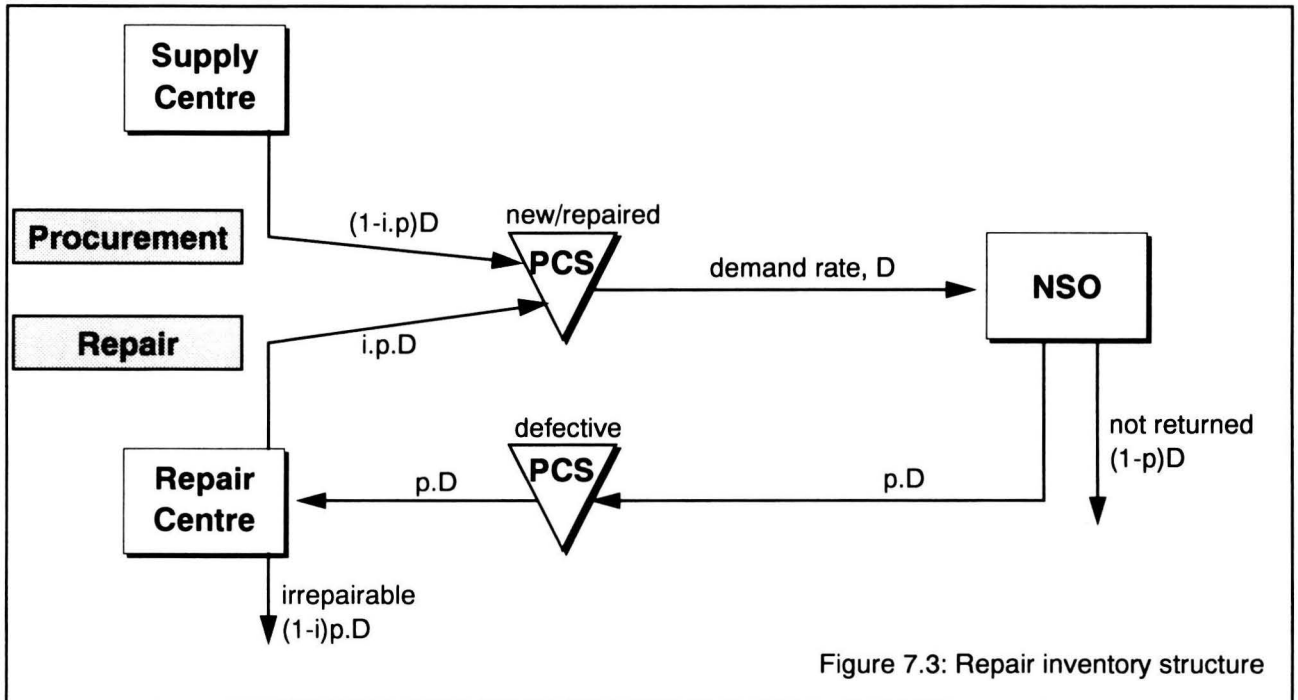 Supply
Centre
Procurement
(1-i.p)D
new/repaired
PCS
demand rate, D
NSO
Repair
i.p.D
not returned
(1-p)D
defective
PCS
p.D
p.D
Repair
Centre
irrepairable
(1-i)p.D
Figure 7.3: Repair inventory structure